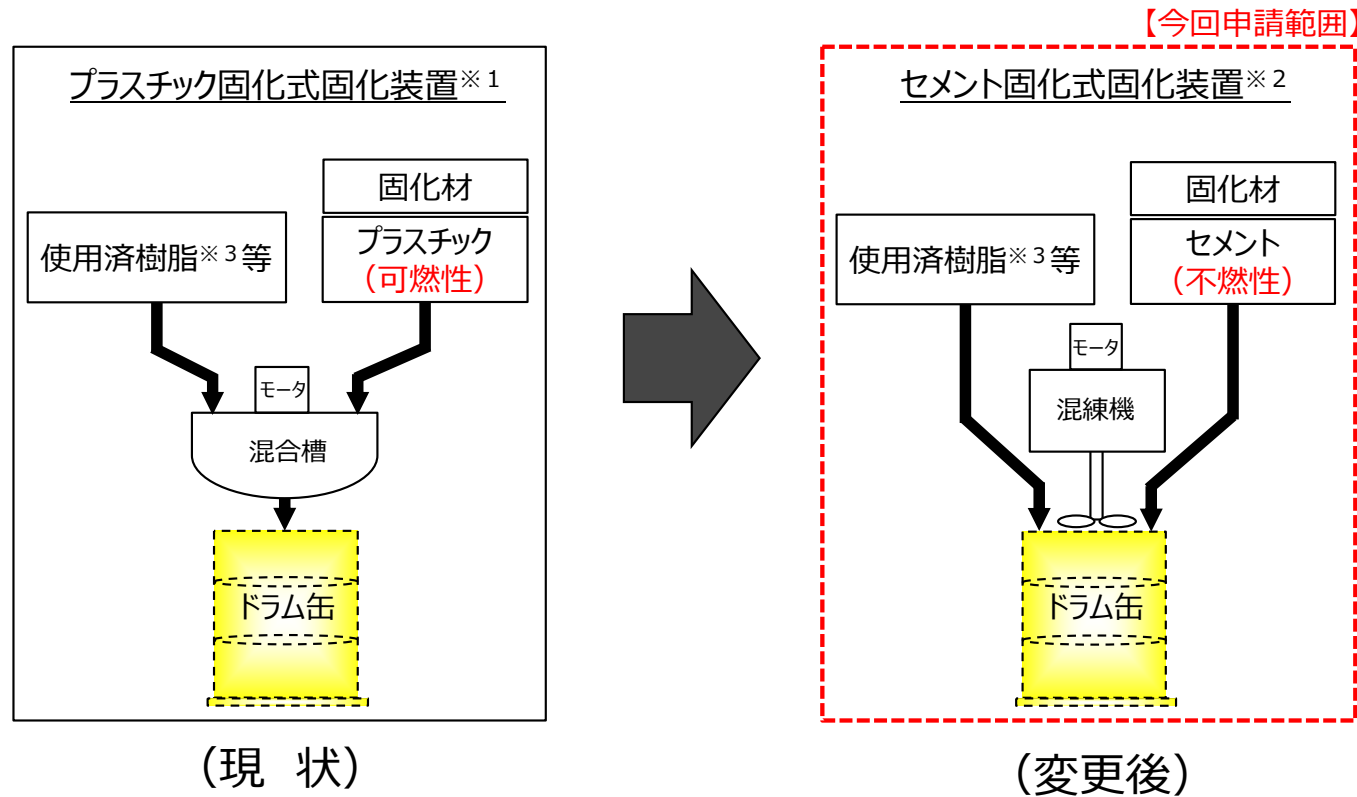 【今回申請範囲】
プラスチック固化式固化装置※1
固化材
使用済樹脂※3等
プラスチック
(可燃性)
モータ
混合槽
ドラム缶
(現 状)
セメント固化式固化装置※2
固化材
使用済樹脂※3等
セメント
(不燃性)
モータ
混練機
ドラム缶
(変更後)